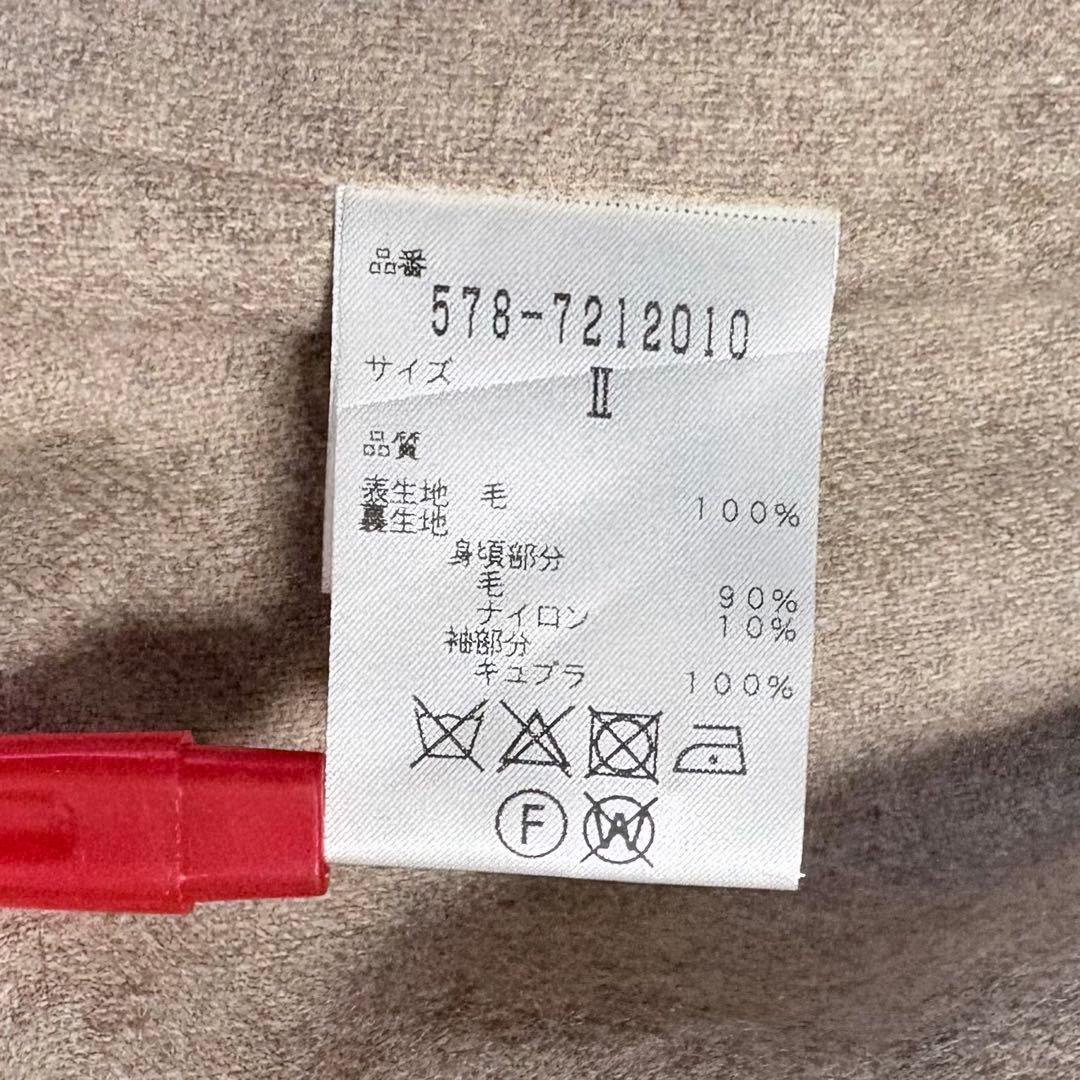 品番
578-7212010
サイズ
Ⅱ
品質
表生地 毛 100%
裏生地
身頃部分
毛 90%
ナイロン 10%
袖部分
キュプラ 100%
F W